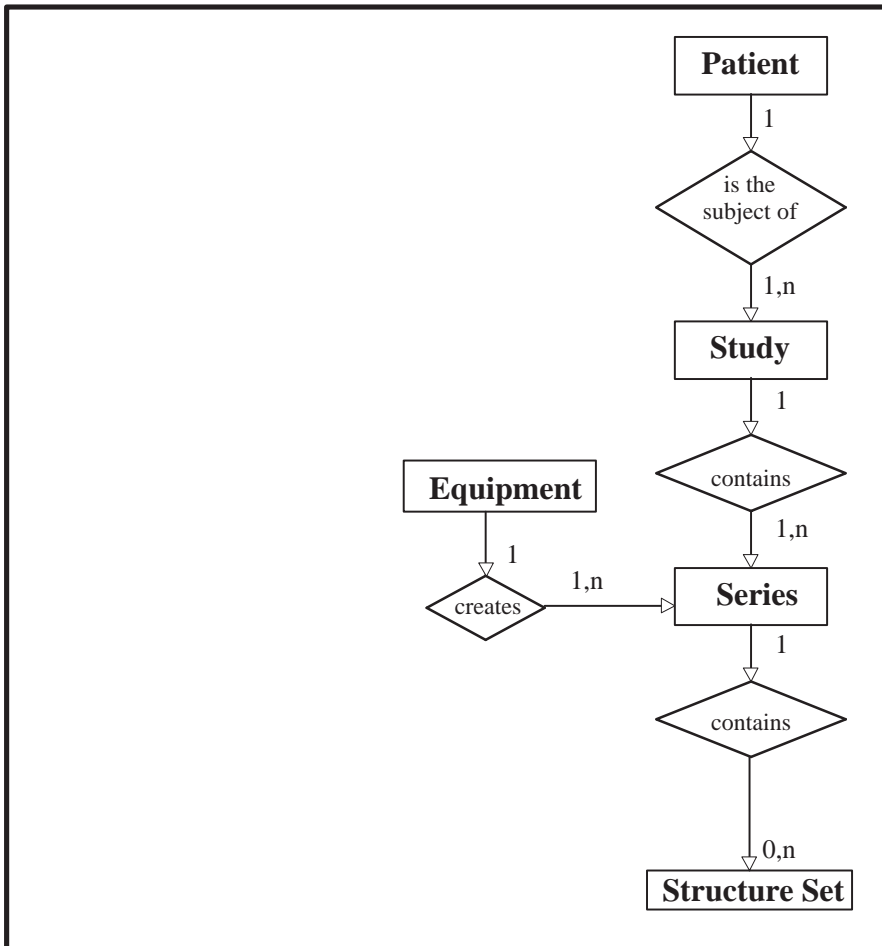 Patient
1
is the
subject of
1,n
Study
1
contains
Equipment
1,n
1
1,n
Series
creates
1
contains
0,n
Structure Set